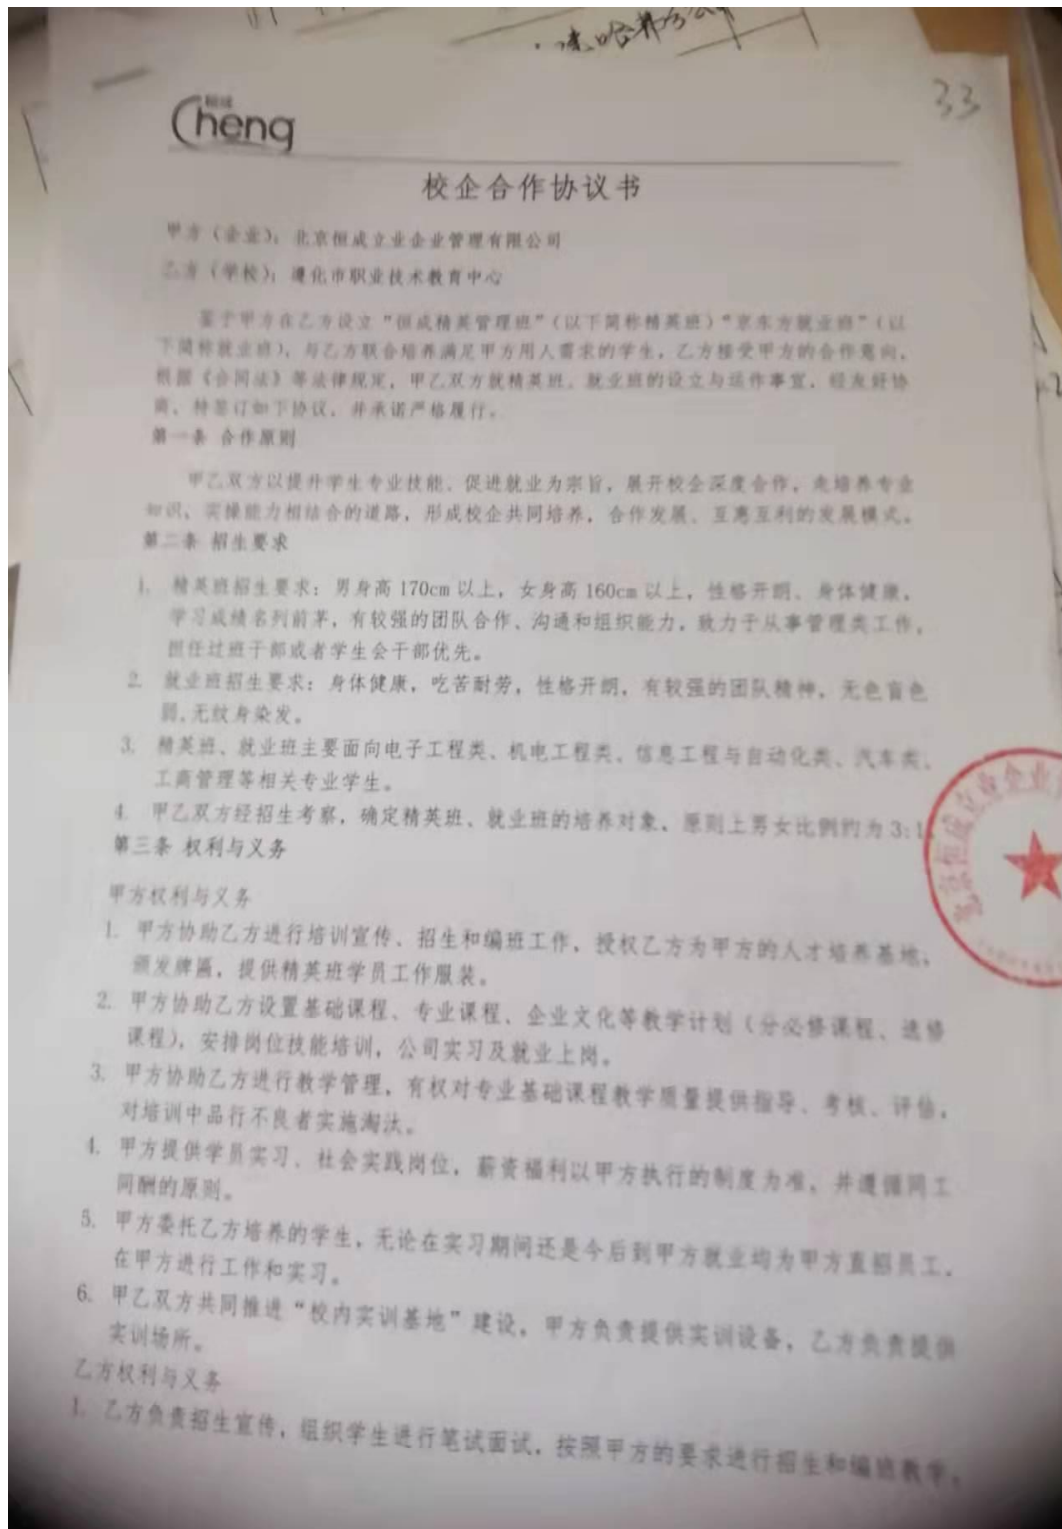 哈
33
恒成
Cheng
校企合作协议书
甲方（企业）：北京恒成立业企业管理有限公司
乙方（学校）：遵化市职业技术教育中心
鉴于甲方在乙方设立“恒成精英管理班”（以下简称精英班）“京东方就业班”（以
下简称就业班），与乙方联合培养满足甲方用人需求的学生，乙方接受甲方的合作意向，
根据《合同法》等法律规定，甲乙双方就精英班、就业班的设立与运作事宜，经友好协
商，特签订如下协议，并承诺严格履行。
第一条 合作原则
甲乙双方以提升学生专业技能、促进就业为宗旨，展开校企深度合作，走培养专业
知识、实操能力相结合的道路，形成校企共同培养，合作发展、互惠互利的发展模式。
第二条 招生要求
1. 精英班招生要求：男身高170cm以上，女身高160cm以上，性格开朗、身体健康，
学习成绩名列前茅，有较强的团队合作、沟通和组织能力，致力于从事管理类工作，
担任过班干部或者学生会干部优先。
2. 就业班招生要求：身体健康，吃苦耐劳，性格开朗，有较强的团队精神，无色盲色
弱,无纹身染发。
3. 精英班、就业班主要面向电子工程类、机电工程类、信息工程与自动化类、汽车类、
工商管理等相关专业学生。
4. 甲乙双方经招生考察，确定精英班、就业班的培养对象，原则上男女比例约为3:1
第三条 权利与义务
北京恒成立业企业
甲方权利与义务
1. 甲方协助乙方进行培训宣传、招生和编班工作，授权乙方为甲方的人才培养基地，
颁发牌匾，提供精英班学员工作服装。
2. 甲方协助乙方设置基础课程、专业课程、企业文化等教学计划（分必修课程、选修
课程），安排岗位技能培训，公司实习及就业上岗。
3. 甲方协助乙方进行教学管理，有权对专业基础课程教学质量提供指导、考核、评估，
对培训中品行不良者实施淘汰。
4. 甲方提供学员实习、社会实践岗位，薪资福利以甲方执行的制度为准，并遵循同工
同酬的原则。
5. 甲方委托乙方培养的学生，无论在实习期间还是今后到甲方就业均为甲方直招员工，
在甲方进行工作和实习。
6. 甲乙双方共同推进“校内实训基地”建设，甲方负责提供实训设备，乙方负责提供
实训场所。
乙方权利与义务
1. 乙方负责招生宣传，组织学生进行笔试面试，按照甲方的要求进行招生和编班教学。